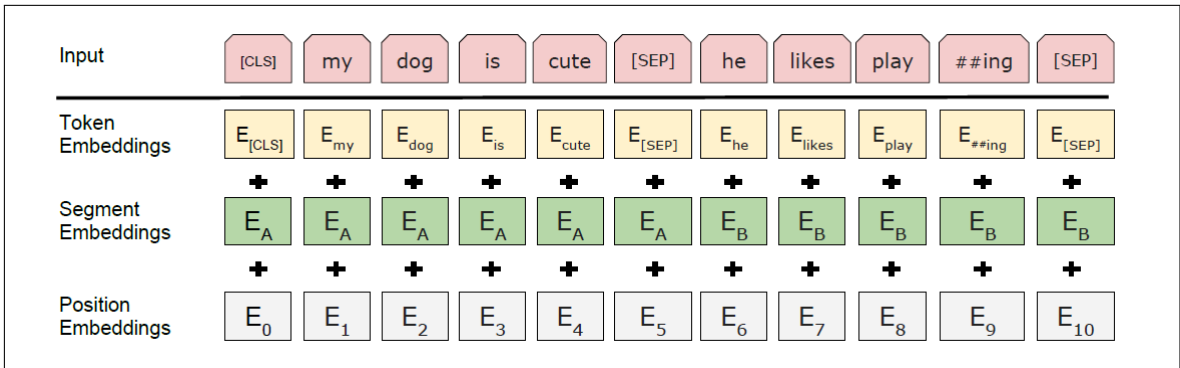 Input [CLS] my dog is cute [SEP] he likes play ##ing [SEP]
Token
Embeddings
E[CLS] Emy Edog Eis Ecute E[SEP] Ehe Elikes Eplay E##ing E[SEP]
+ + + + + + + + + + +
Segment
Embeddings
EA EA EA EA EA EA EB EB EB EB EB
+ + + + + + + + + + +
Position
Embeddings
E0 E1 E2 E3 E4 E5 E6 E7 E8 E9 E10